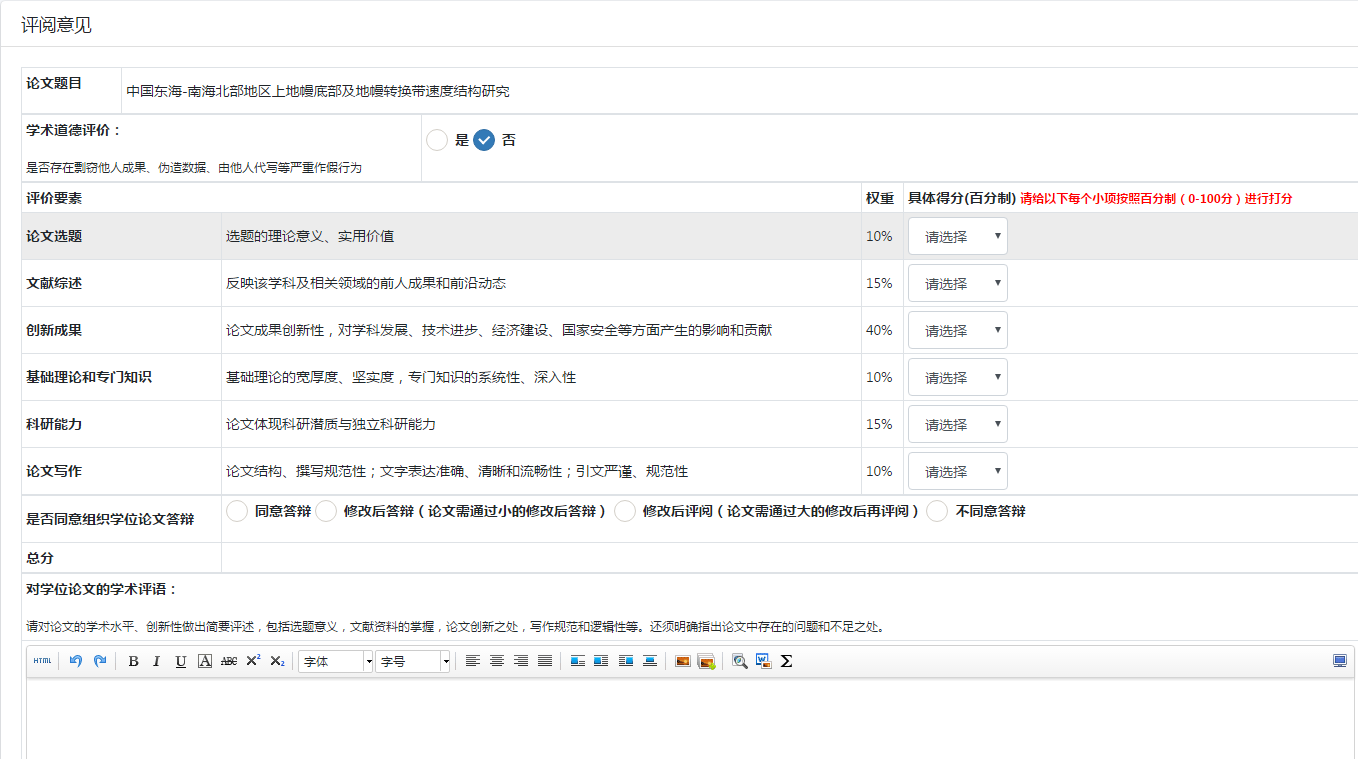 评阅意见
论文题目
中国东海-南海北部地区上地幔底部及地幔转换带速度结构研究
学术道德评价：
是 否
是否存在剽窃他人成果、伪造数据、由他人代写等严重作假行为
评价要素 权重 具体得分(百分制) 请给以下每个小项按照百分制（0-100分）进行打分
论文选题 选题的理论意义、实用价值 10% 请选择
文献综述 反映该学科及相关领域的前人成果和前沿动态 15% 请选择
创新成果 论文成果创新性，对学科发展、技术进步、经济建设、国家安全等方面产生的影响和贡献 40% 请选择
基础理论和专门知识 基础理论的宽厚度、坚实度，专门知识的系统性、深入性 10% 请选择
科研能力 论文体现科研潜质与独立科研能力 15% 请选择
论文写作 论文结构、撰写规范性；文字表达准确、清晰和流畅性；引文严谨、规范性 10% 请选择
是否同意组织学位论文答辩 同意答辩 修改后答辩（论文需通过小的修改后答辩） 修改后评阅（论文需通过大的修改后再评阅） 不同意答辩
总分
对学位论文的学术评语：
请对论文的学术水平、创新性做出简要评述，包括选题意义，文献资料的掌握，论文创新之处，写作规范和逻辑性等。还须明确指出论文中存在的问题和不足之处。
HTML B I U A ABC X² X₂ 字体 字号 W Σ